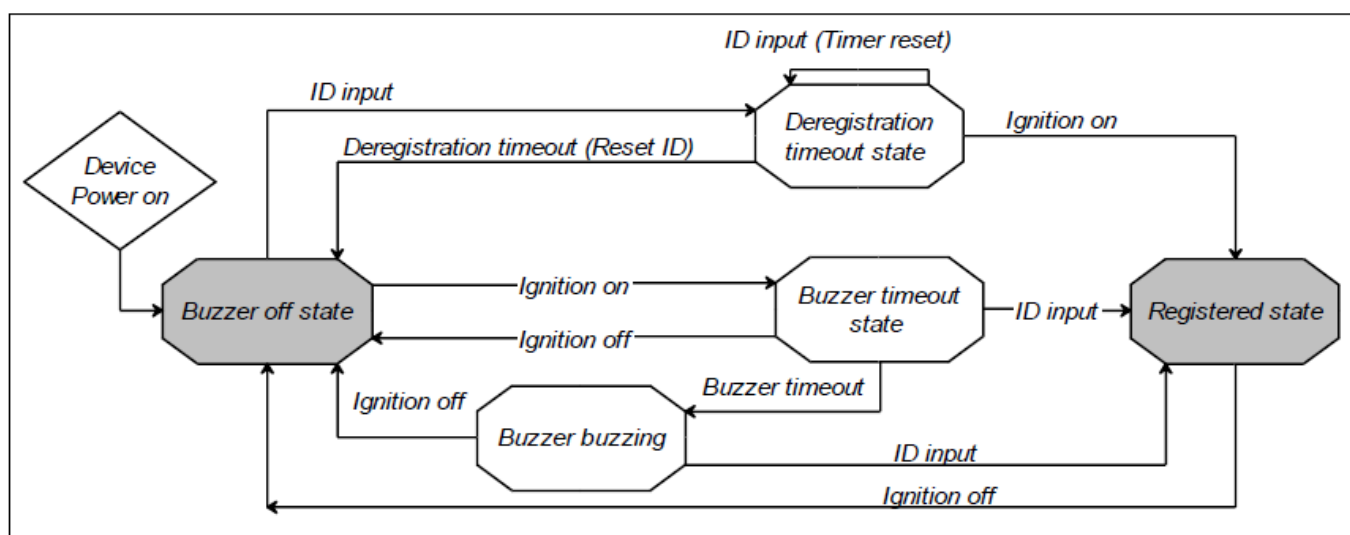 ID input (Timer reset)
ID input
Deregistration
timeout state
Ignition on
Deregistration timeout (Reset ID)
Device
Power on
Buzzer off state
Ignition on
Buzzer timeout
state
ID input
Registered state
Ignition off
Buzzer timeout
Ignition off
Buzzer buzzing
ID input
Ignition off